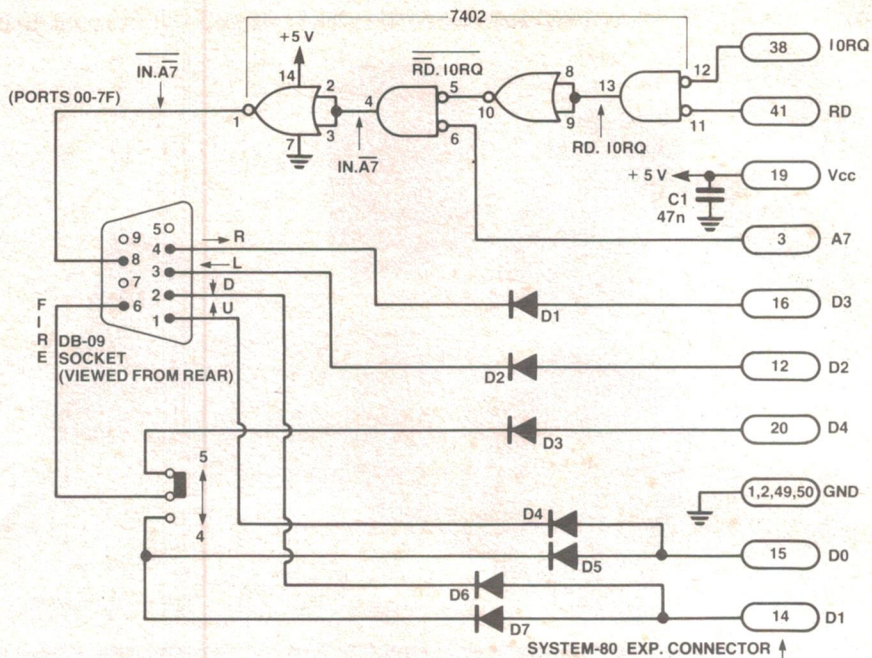 7402
+5 V
14
2
3
7
1
IN.A7
(PORTS 00-7F)
4
IN.A7
RD. I0RQ
5
6
10
8
9
13
RD. I0RQ
12
11
38 I0RQ
41 RD
+ 5 V
19 Vcc
C1
47n
3 A7
9 5
8 4 R
7 3 L
6 2 D
1 U
FIRE
DB-09
SOCKET
(VIEWED FROM REAR)
D1
16 D3
D2
12 D2
D3
20 D4
5
4
1,2,49,50 GND
D4
D5
15 D0
D6
D7
14 D1
SYSTEM-80 EXP. CONNECTOR